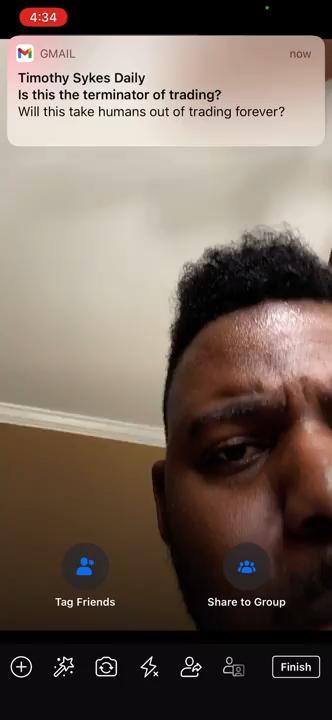 4:34
GMAIL
now
Timothy Sykes Daily
Is this the terminator of trading?
Will this take humans out of trading forever?
Tag Friends
Share to Group
Finish